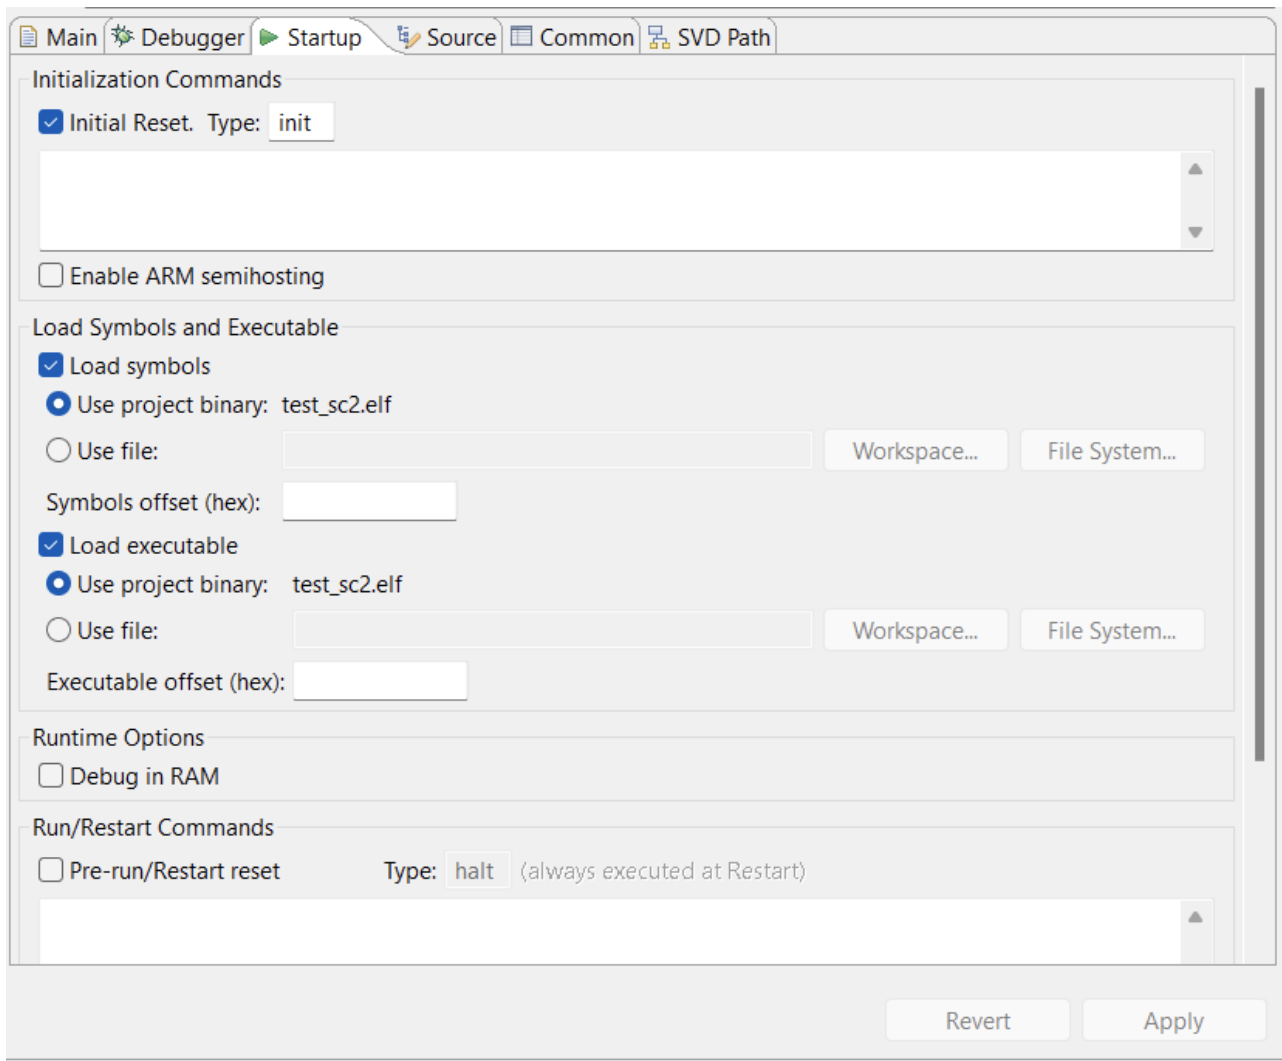 Main Debugger Startup Source Common SVD Path
Initialization Commands
Initial Reset. Type: init
Enable ARM semihosting
Load Symbols and Executable
Load symbols
Use project binary: test_sc2.elf
Use file: Workspace... File System...
Symbols offset (hex):
Load executable
Use project binary: test_sc2.elf
Use file: Workspace... File System...
Executable offset (hex):
Runtime Options
Debug in RAM
Run/Restart Commands
Pre-run/Restart reset Type: halt (always executed at Restart)
Revert Apply